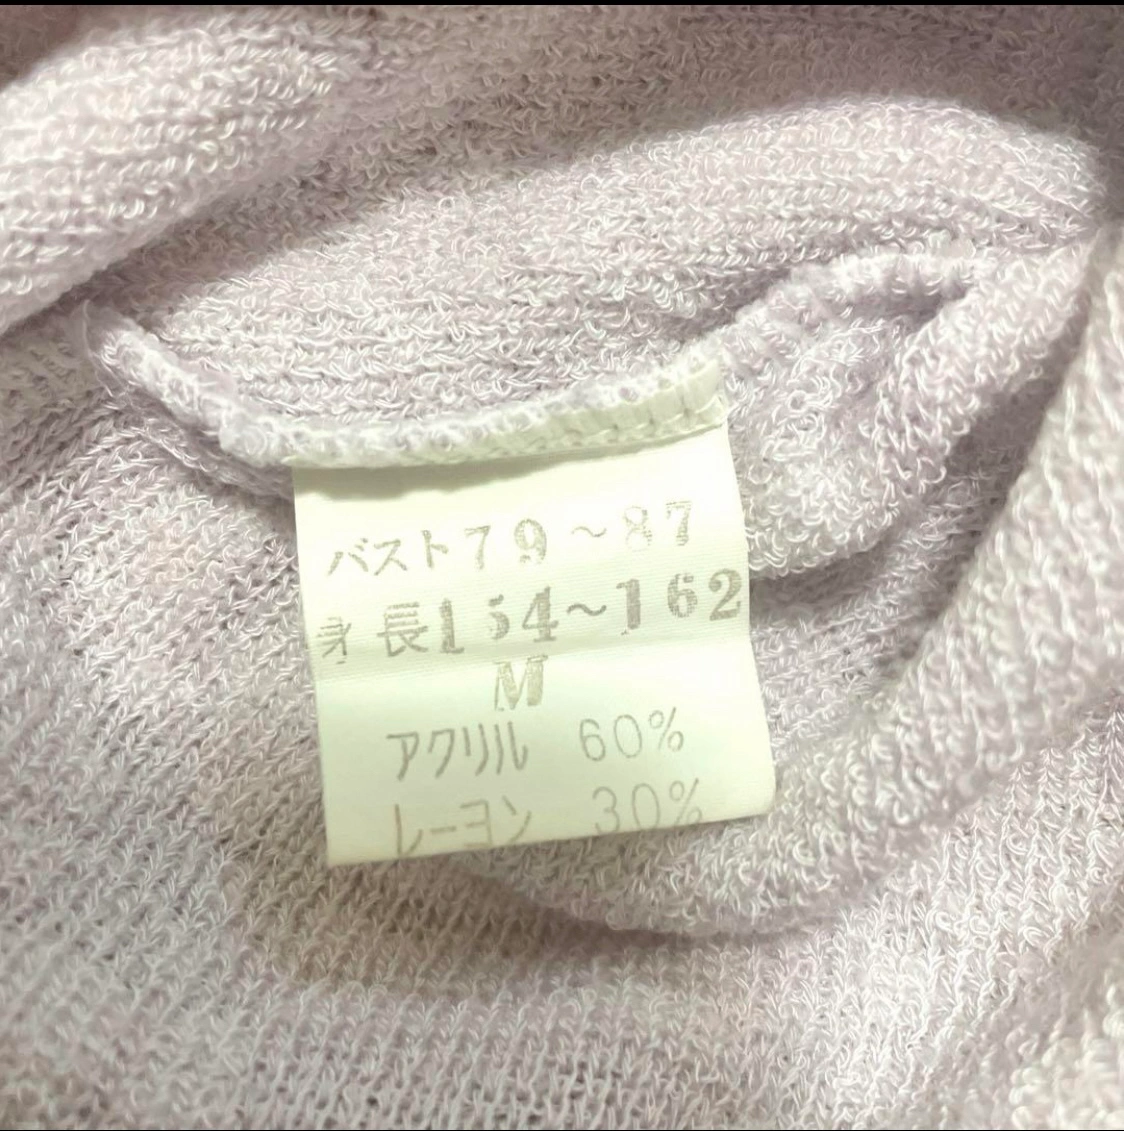 バスト79～87
身長154～162
M
アクリル 60%
レーヨン 30%